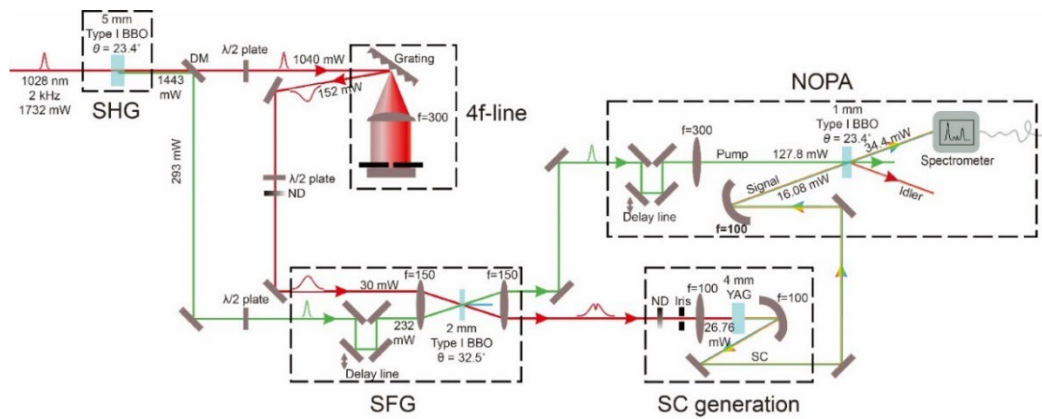 5 mm
Type I BBO
θ = 23.4°
1028 nm
2 kHz
1732 mW
SHG
1443
mW
DM
λ/2 plate
1040 mW
152 mW
Grating
f=300
4f-line
293 mW
λ/2 plate
ND
λ/2 plate
30 mW
f=150
f=150
232
mW
2 mm
Type I BBO
θ = 32.5°
Delay line
SFG
NOPA
f=300
Pump
127.8 mW
1 mm
Type I BBO
θ = 23.4°
34.4 mW
Spectrometer
Signal
16.08 mW
Idler
Delay line
f=100
ND
Iris
f=100
4 mm
YAG
f=100
26.76
mW
SC
SC generation